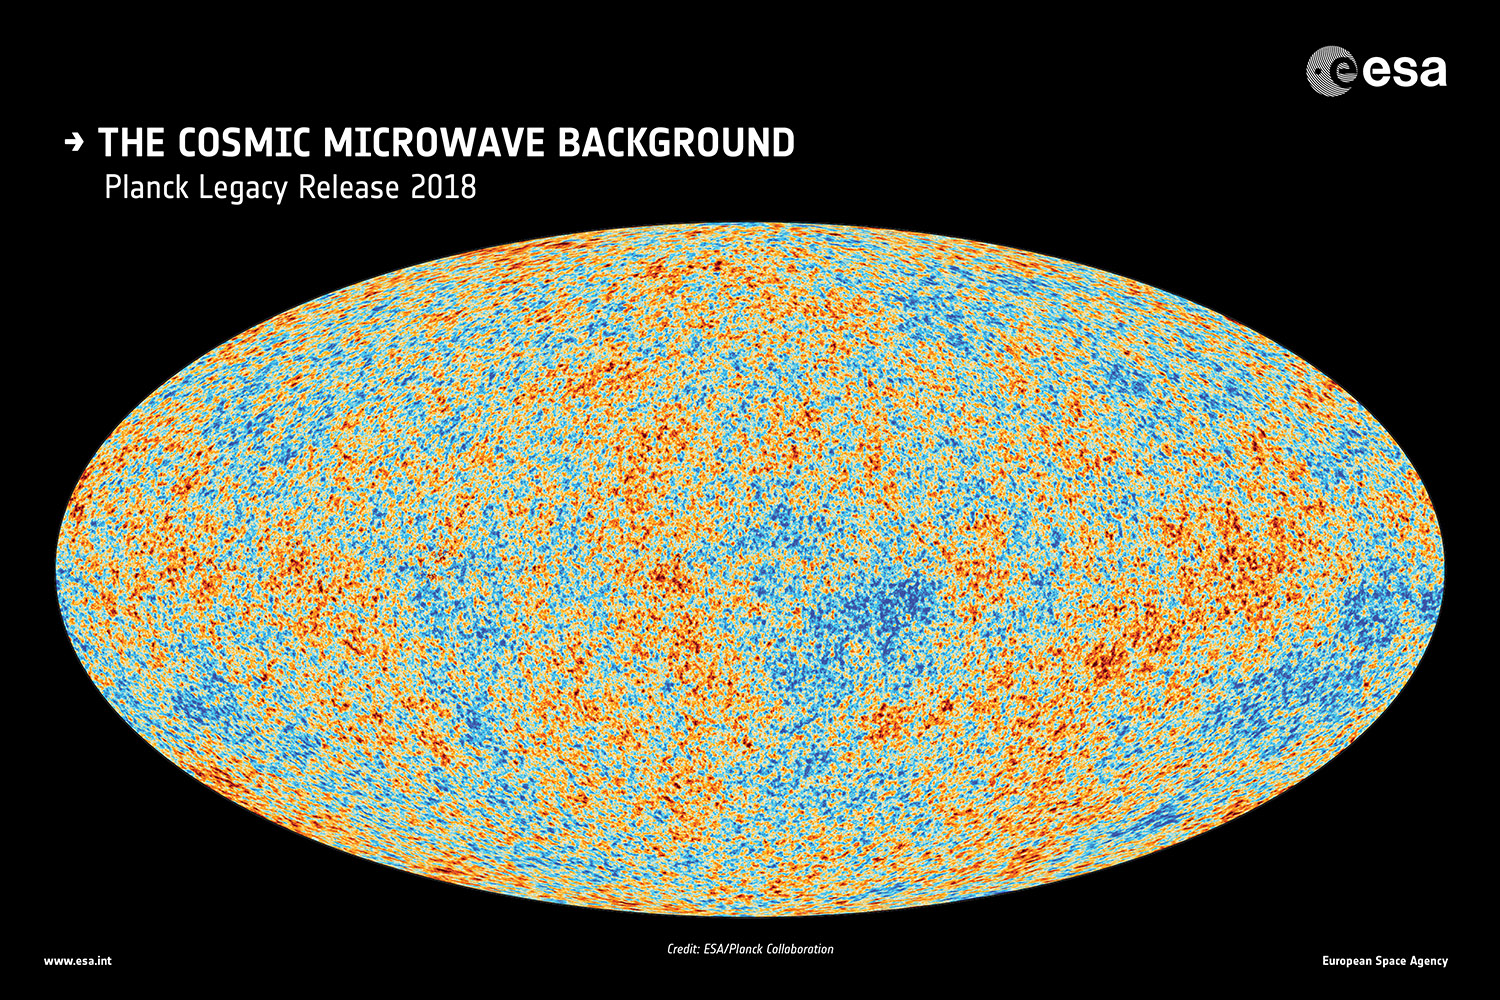 esa
→ THE COSMIC MICROWAVE BACKGROUND
Planck Legacy Release 2018
Credit: ESA/Planck Collaboration
www.esa.int
European Space Agency